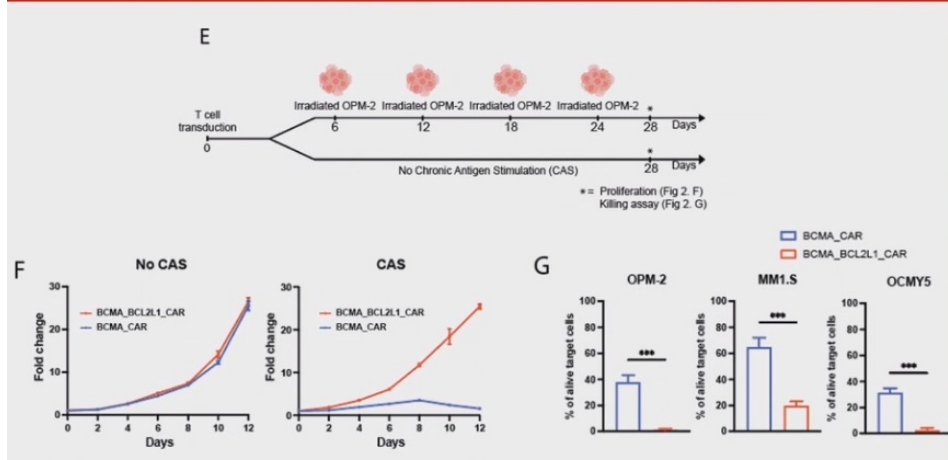 E
Irradiated OPM-2 Irradiated OPM-2 Irradiated OPM-2 Irradiated OPM-2
T cell
transduction
0 6 12 18 24 28 Days
*
*
28 Days
No Chronic Antigen Stimulation (CAS)
*= Proliferation (Fig 2. F)
Killing assay (Fig 2. G)
F
No CAS
Fold change
30
20
10
0
BCMA_BCL2L1_CAR
BCMA_CAR
0 2 4 6 8 10 12
Days
CAS
Fold change
30
20
10
0
BCMA_BCL2L1_CAR
BCMA_CAR
0 2 4 6 8 10 12
Days
G
BCMA_CAR
BCMA_BCL2L1_CAR
OPM-2
% of alive target cells
100
80
60
40
20
0
***
MM1.S
% of alive target cells
100
80
60
40
20
0
***
OCMY5
% of alive target cells
100
80
60
40
20
0
***